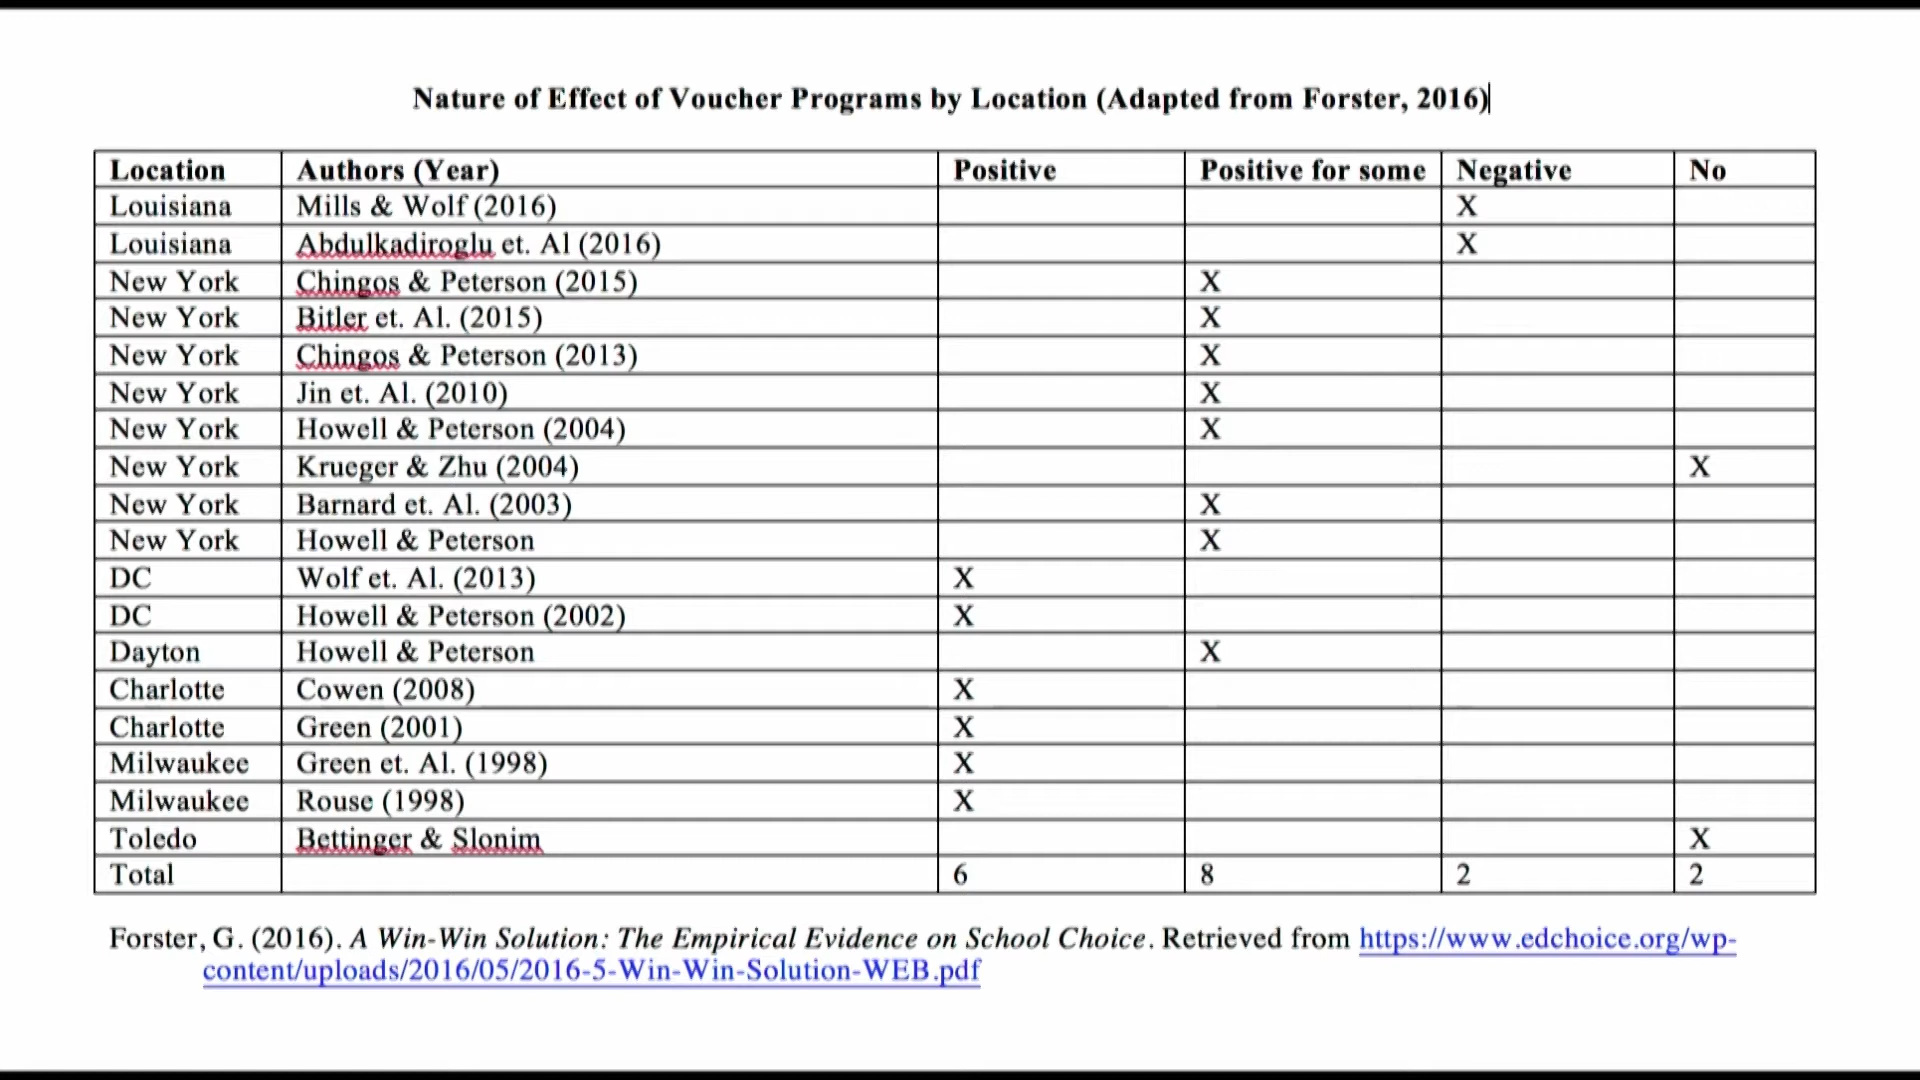 Nature of Effect of Voucher Programs by Location (Adapted from Forster, 2016)
Location Authors (Year) Positive Positive for some Negative No
Louisiana Mills & Wolf (2016) X
Louisiana Abdulkadiroglu et. Al (2016) X
New York Chingos & Peterson (2015) X
New York Bitler et. Al. (2015) X
New York Chingos & Peterson (2013) X
New York Jin et. Al. (2010) X
New York Howell & Peterson (2004) X
New York Krueger & Zhu (2004) X
New York Barnard et. Al. (2003) X
New York Howell & Peterson X
DC Wolf et. Al. (2013) X
DC Howell & Peterson (2002) X
Dayton Howell & Peterson X
Charlotte Cowen (2008) X
Charlotte Green (2001) X
Milwaukee Green et. Al. (1998) X
Milwaukee Rouse (1998) X
Toledo Bettinger & Slonim X
Total 6 8 2 2
Forster, G. (2016). A Win-Win Solution: The Empirical Evidence on School Choice. Retrieved from https://www.edchoice.org/wp-
content/uploads/2016/05/2016-5-Win-Win-Solution-WEB.pdf